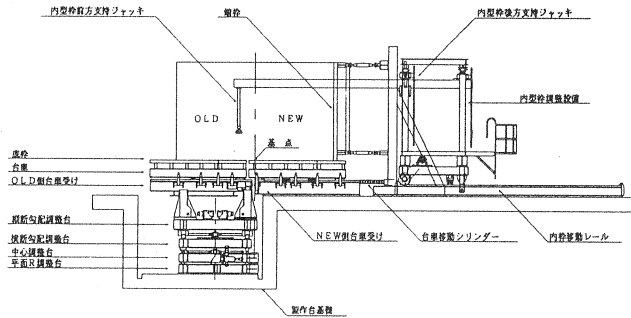 内型枠前方支持ジャッキ
端枠
内型枠後方支持ジャッキ
OLD
NEW
内型枠調整設備
基点
底枠
台車
OLD側台車受け
縦断勾配調整台
横断勾配調整台
中心調整台
平面R調整台
NEW側台車受け
台車移動シリンダー
内枠移動レール
製作台基礎